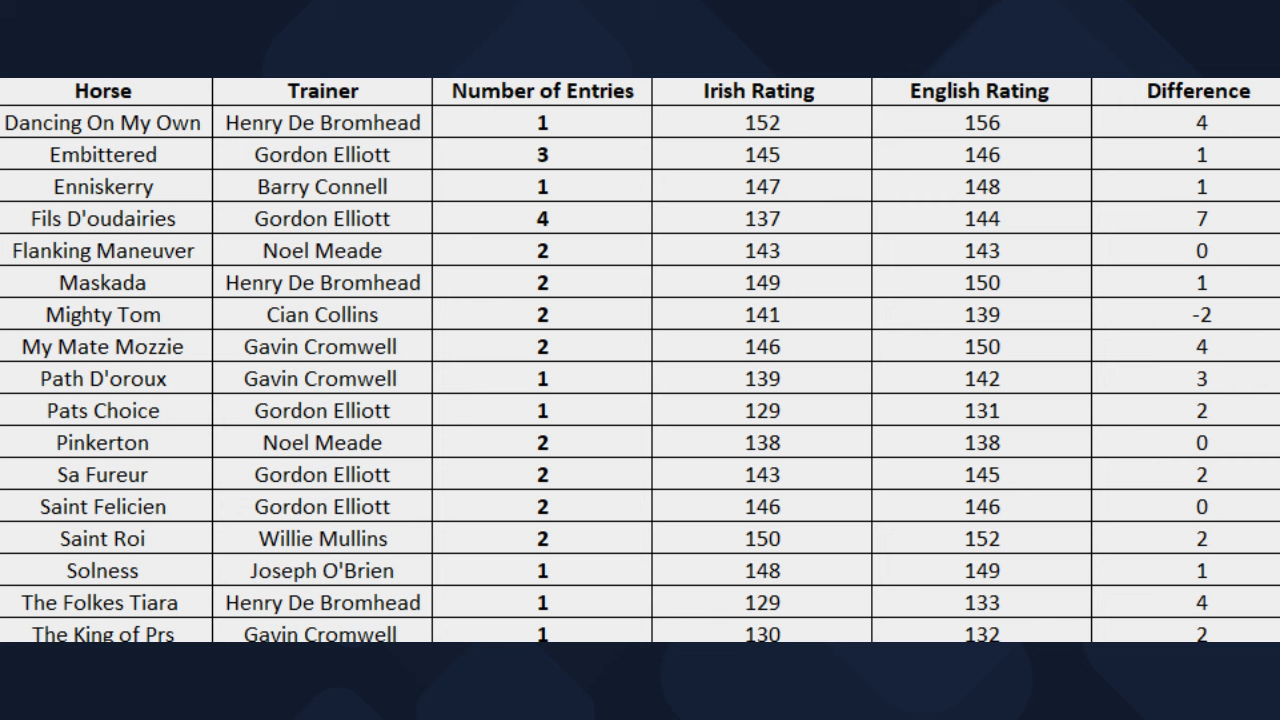 Horse Trainer Number of Entries Irish Rating English Rating Difference
Dancing On My Own Henry De Bromhead 1 152 156 4
Embittered Gordon Elliott 3 145 146 1
Enniskerry Barry Connell 1 147 148 1
Fils D'oudairies Gordon Elliott 4 137 144 7
Flanking Maneuver Noel Meade 2 143 143 0
Maskada Henry De Bromhead 2 149 150 1
Mighty Tom Cian Collins 2 141 139 -2
My Mate Mozzie Gavin Cromwell 2 146 150 4
Path D'oroux Gavin Cromwell 1 139 142 3
Pats Choice Gordon Elliott 1 129 131 2
Pinkerton Noel Meade 2 138 138 0
Sa Fureur Gordon Elliott 2 143 145 2
Saint Felicien Gordon Elliott 2 146 146 0
Saint Roi Willie Mullins 2 150 152 2
Solness Joseph O'Brien 1 148 149 1
The Folkes Tiara Henry De Bromhead 1 129 133 4
The King of Prs Gavin Cromwell 1 130 132 2